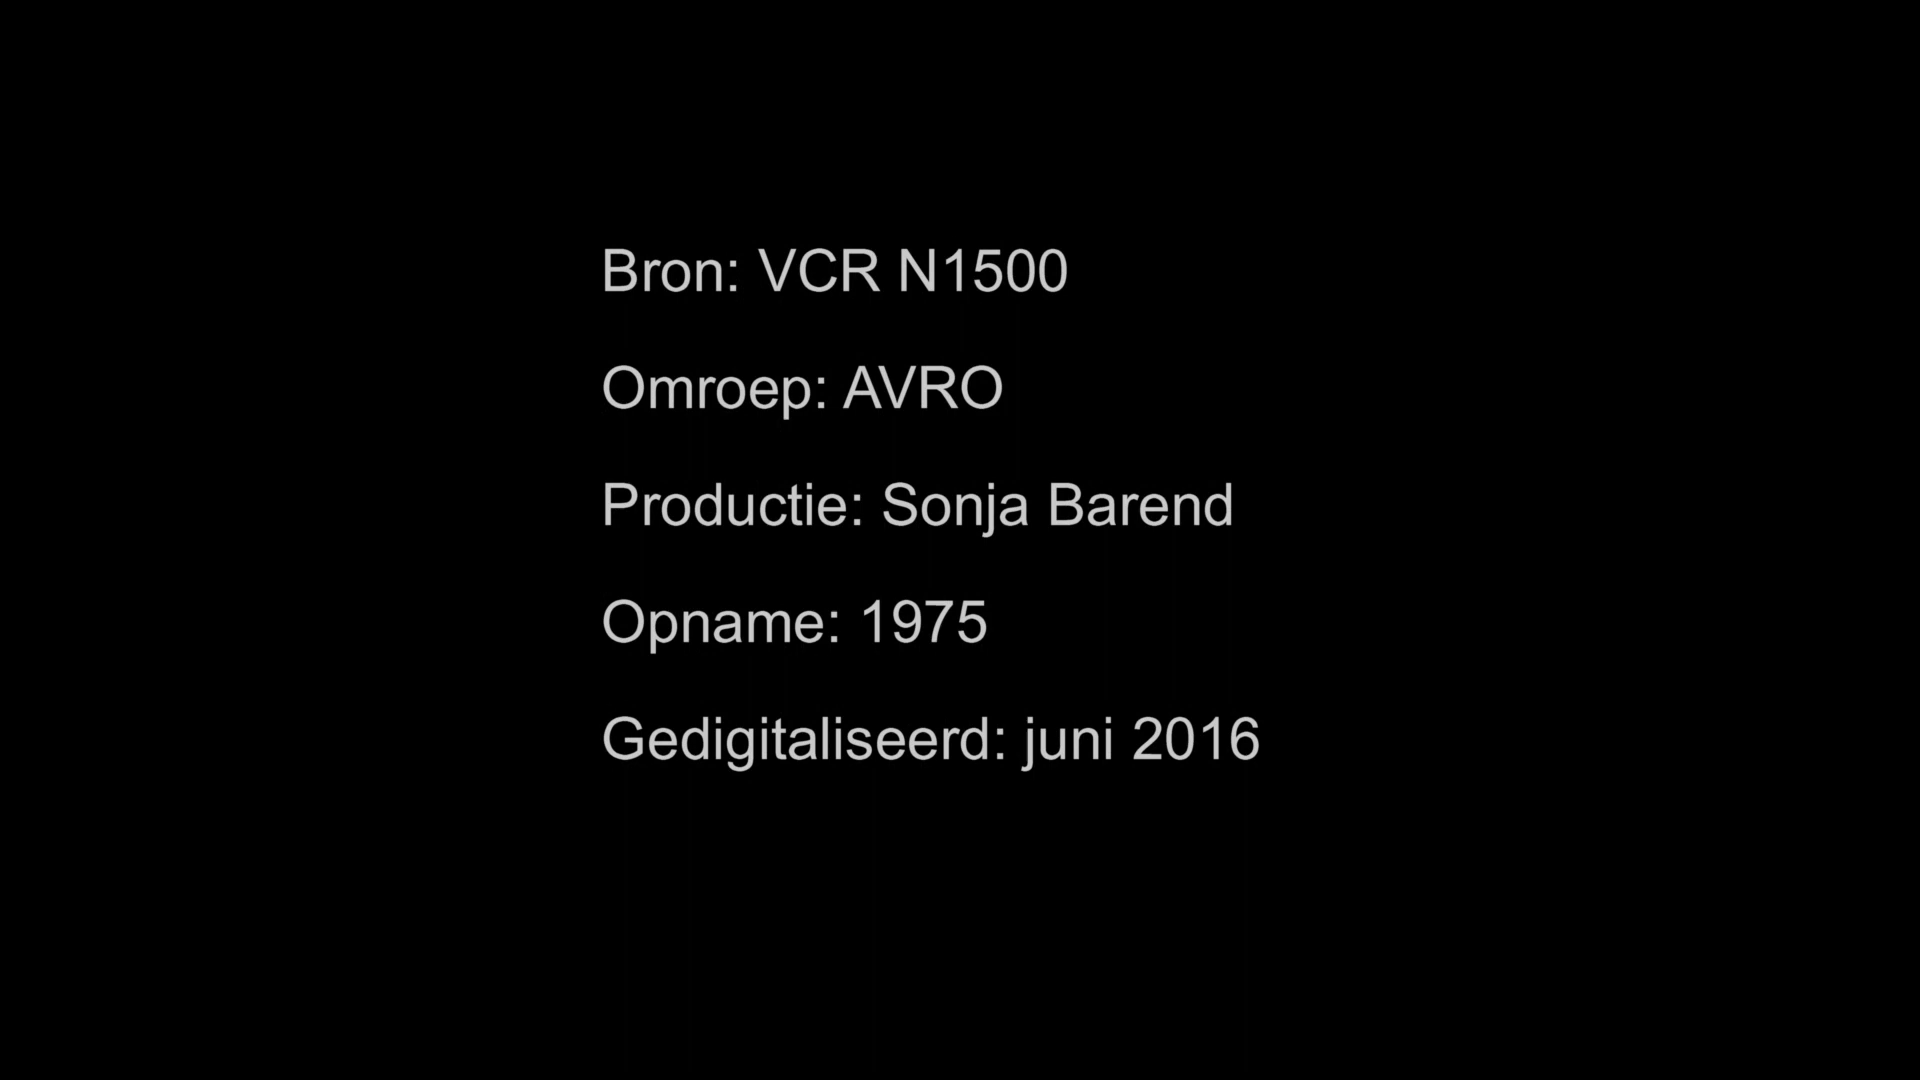 Bron: VCR N1500
Omroep: AVRO
Productie: Sonja Barend
Opname: 1975
Gedigitaliseerd: juni 2016